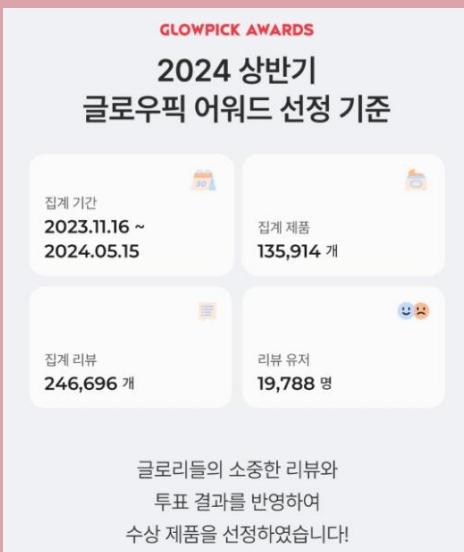 GLOWPICK AWARDS
2024 상반기
글로우픽 어워드 선정 기준
집계 기간
2023.11.16 ~
2024.05.15
집계 제품
135,914 개
집계 리뷰
246,696 개
리뷰 유저
19,788 명
글로리들의 소중한 리뷰와
투표 결과를 반영하여
수상 제품을 선정하였습니다!